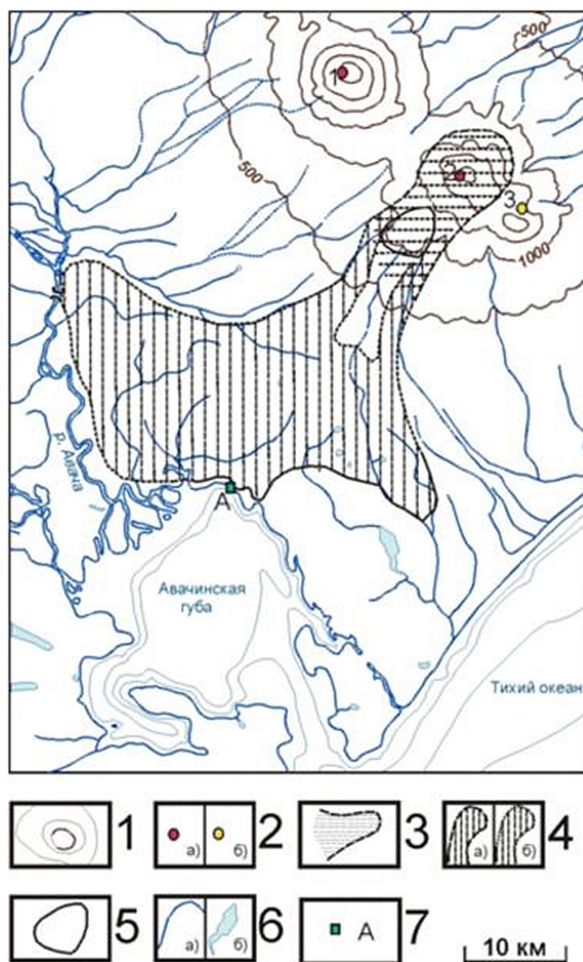 500
1
500
2
3
1000
р. Авача
А
Авачинская
губа
Тихий океан
1
а) б) 2
3
а) б) 4
5
а) б) 6
А 7
10 км